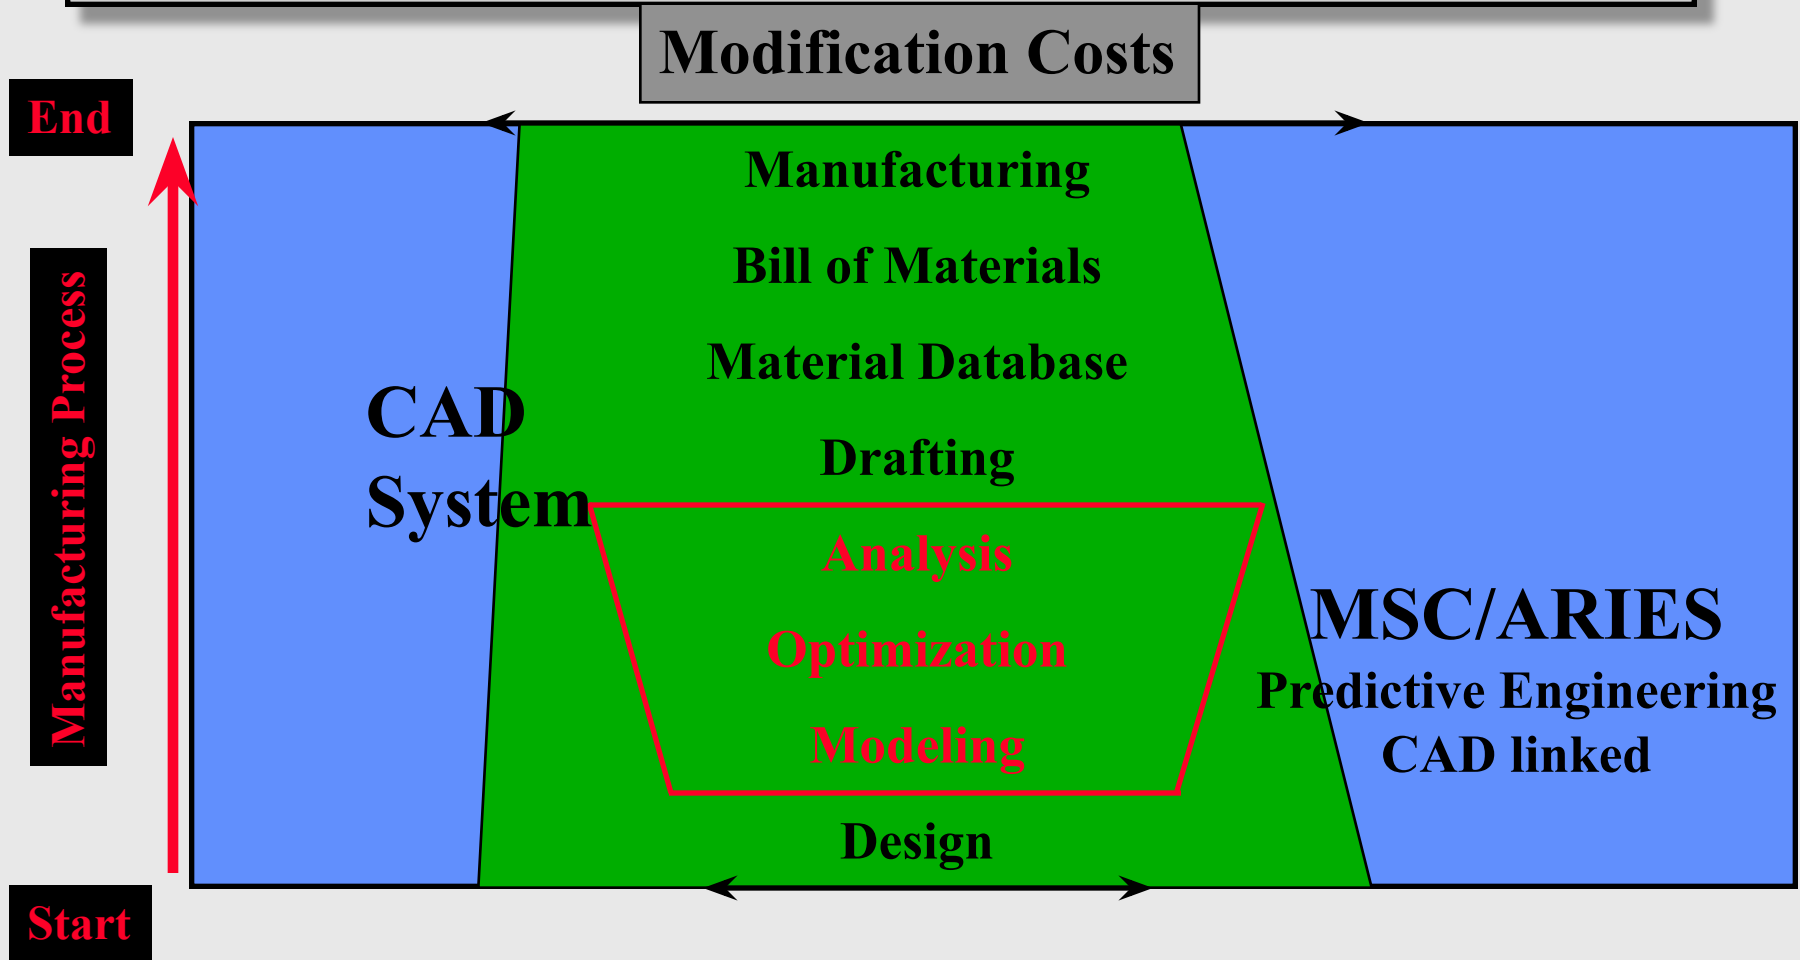 Modification Costs
End
Manufacturing
Bill of Materials
Material Database
Drafting
Manufacturing Process
CAD
System
Analysis
Optimization
Modeling
MSC/ARIES
Predictive Engineering
CAD linked
Design
Start